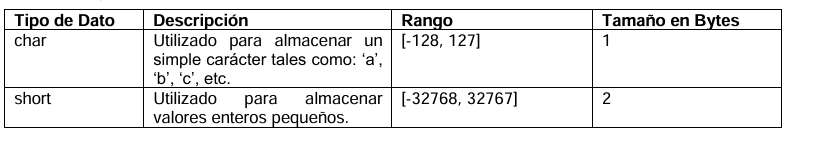 Tipo de Dato Descripción Rango Tamaño en Bytes
char Utilizado para almacenar un [-128, 127] 1
simple carácter tales como: ‘a’,
‘b’, ‘c’, etc.
short Utilizado para almacenar [-32768, 32767] 2
valores enteros pequeños.